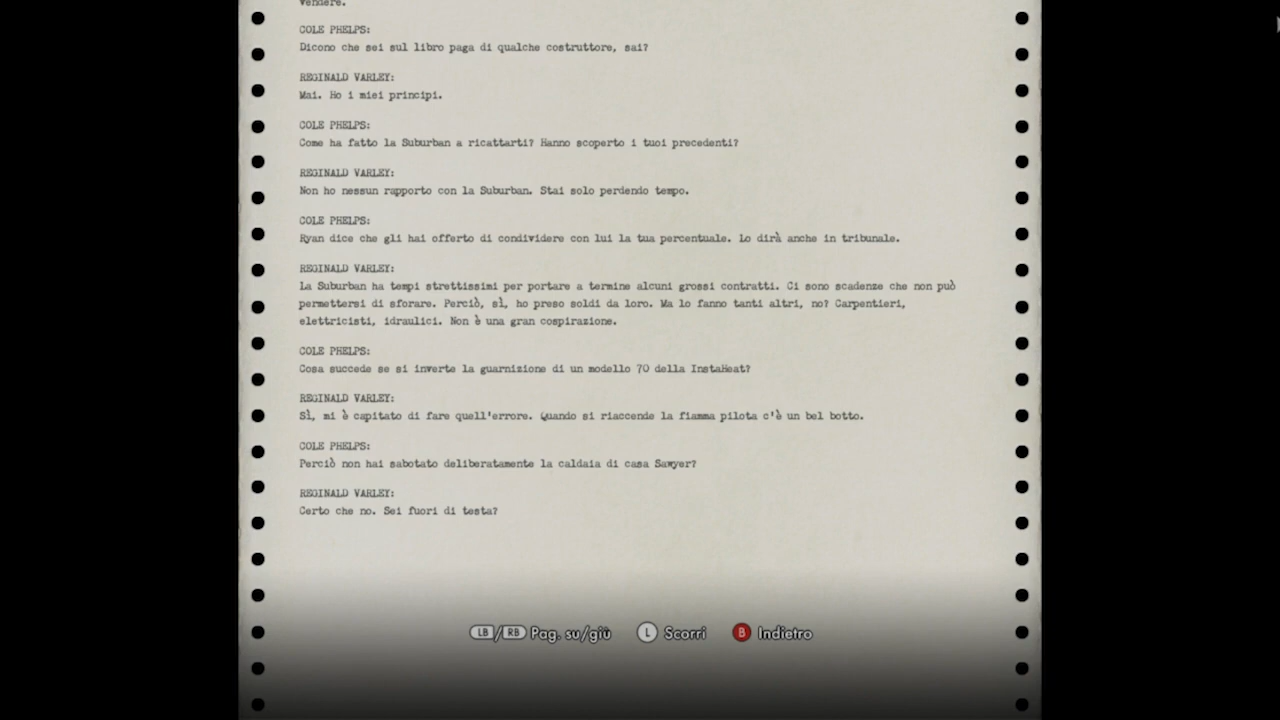 vendere.
COLE PHELPS:
Dicono che sei sul libro paga di qualche costruttore, sai?
REGINALD VARLEY:
Mai. Ho i miei principi.
COLE PHELPS:
Come ha fatto la Suburban a ricattarti? Hanno scoperto i tuoi precedenti?
REGINALD VARLEY:
Non ho nessun rapporto con la Suburban. Stai solo perdendo tempo.
COLE PHELPS:
Ryan dice che gli hai offerto di condividere con lui la tua percentuale. Lo dirà anche in tribunale.
REGINALD VARLEY:
La Suburban ha tempi strettissimi per portare a termine alcuni grossi contratti. Ci sono scadenze che non può
permettersi di sforare. Perciò, sì, ho preso soldi da loro. Ma lo fanno tanti altri, no? Carpentieri,
elettricisti, idraulici. Non è una gran cospirazione.
COLE PHELPS:
Cosa succede se si inverte la guarnizione di un modello 70 della InstaHeat?
REGINALD VARLEY:
Sì, mi è capitato di fare quell'errore. Quando si riaccende la fiamma pilota c'è un bel botto.
COLE PHELPS:
Perciò non hai sabotato deliberatamente la caldaia di casa Sawyer?
REGINALD VARLEY:
Certo che no. Sei fuori di testa?
LB/RB Pag. su/giù L Scorri B Indietro